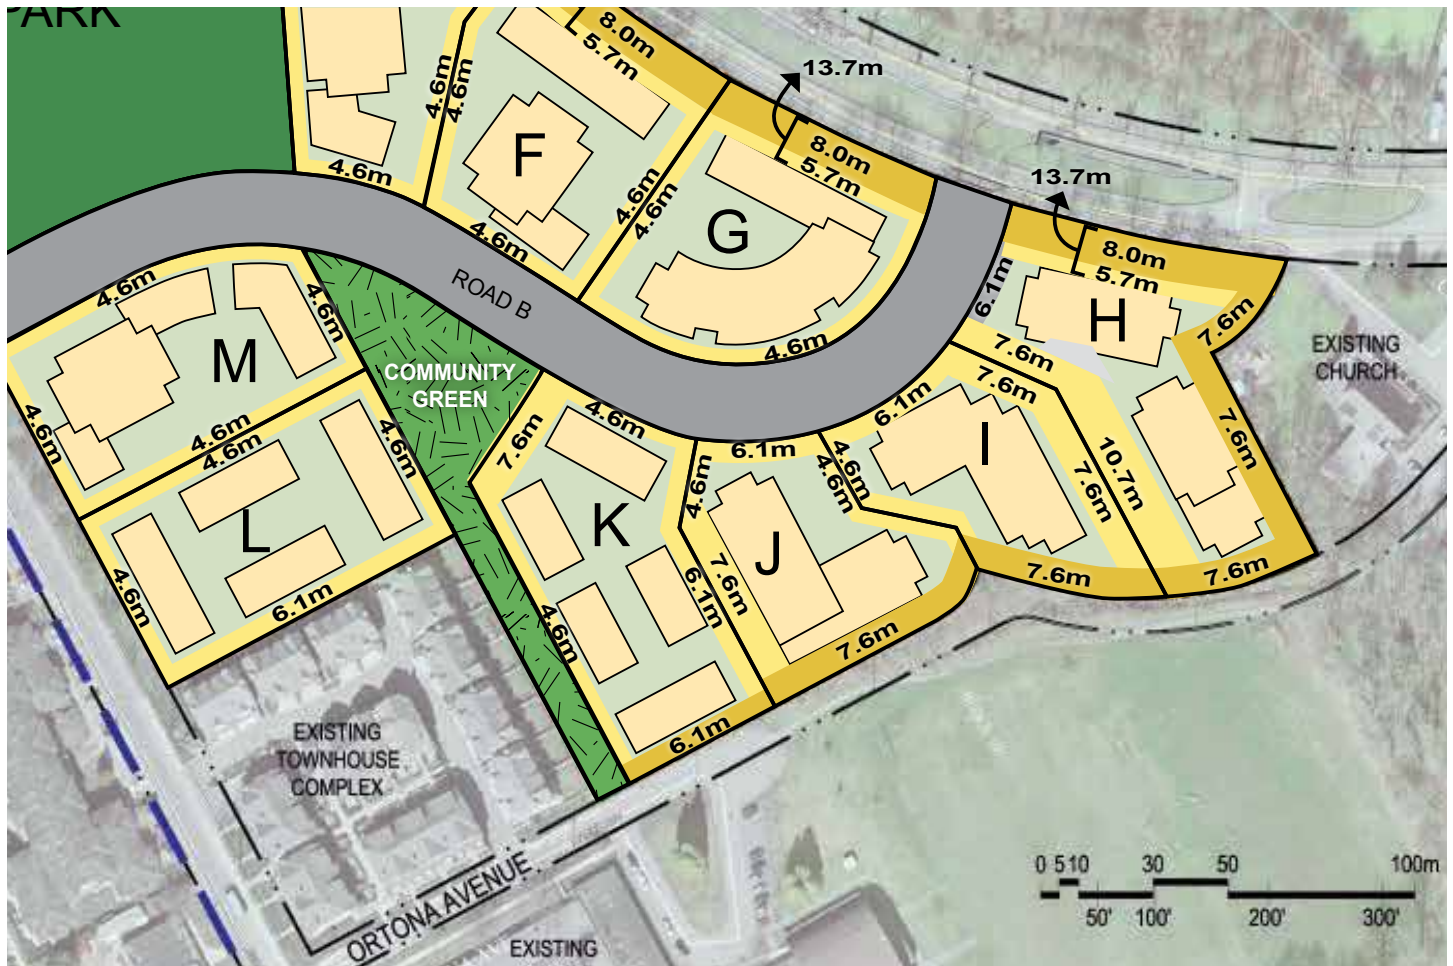 PARK
8.0m
5.7m
13.7m
4.6m
4.6m
F
8.0m
5.7m
4.6m
13.7m
4.6m
4.6m
G
4.6m
8.0m
5.7m
6.1m
H
7.6m
4.6m
4.6m
ROAD B
4.6m
7.6m
EXISTING
CHURCH
M
COMMUNITY
GREEN
7.6m
4.6m
4.6m
4.6m
4.6m
4.6m
7.6m
4.6m
6.1m
6.1m
I
10.7m
7.6m
7.6m
L
K
4.6m
4.6m
4.6m
J
4.6m
6.1m
4.6m
6.1m
7.6m
7.6m
7.6m
7.6m
6.1m
EXISTING
TOWNHOUSE
COMPLEX
ORTONA AVENUE
EXISTING
0 5 10 30 50 100m
50' 100' 200' 300'